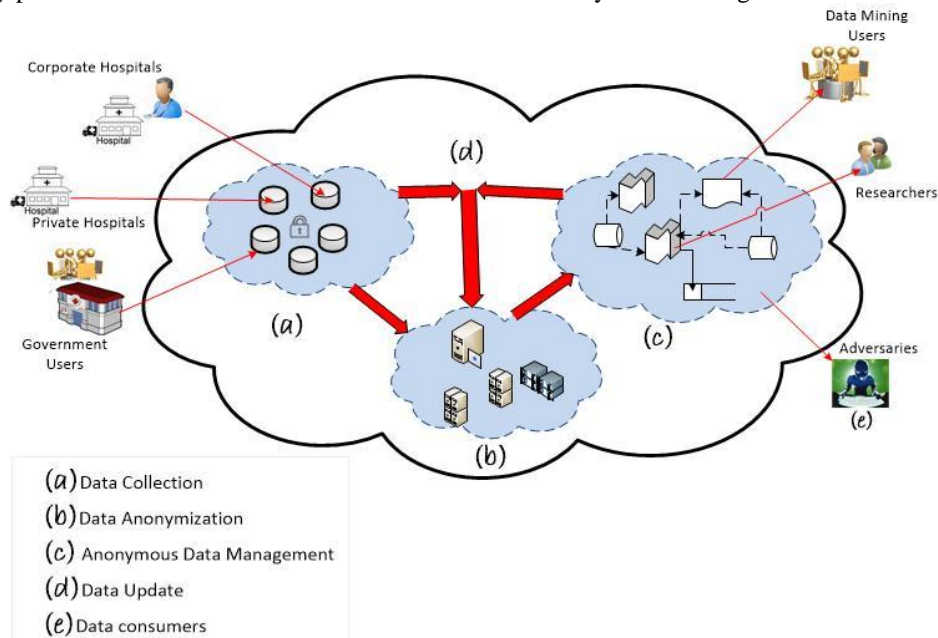 Data Mining
Users
Corporate Hospitals
Hospital
(d)
Researchers
Hospital
Private Hospitals
(a)
(c)
Government
Users
Adversaries
(e)
(b)
(a) Data Collection
(b) Data Anonymization
(c) Anonymous Data Management
(d) Data Update
(e) Data consumers